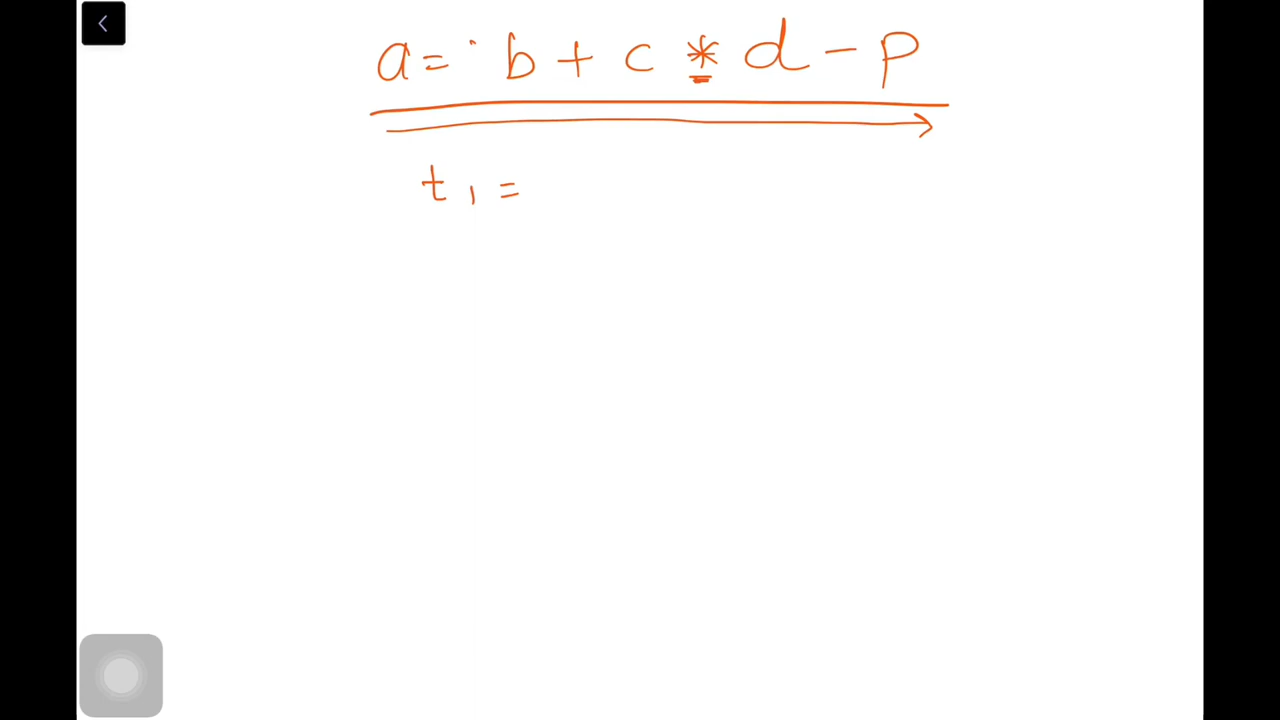 a = b + c * d - p
t1 =